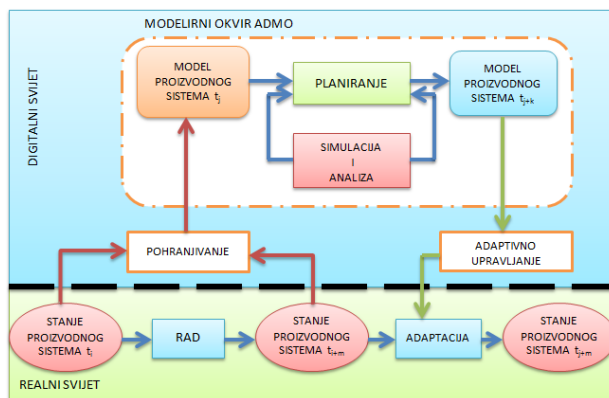 MODELIRNI OKVIR ADMO
DIGITALNI SVIJET
MODEL
PROIZVODNOG
SISTEMA tj
PLANIRANJE
MODEL
PROIZVODNOG
SISTEMA tj+k
SIMULACIJA
I
ANALIZA
POHRANJIVANJE
ADAPTIVNO
UPRAVLJANJE
STANJE
PROIZVODNOG
SISTEMA ti
RAD
STANJE
PROIZVODNOG
SISTEMA ti+m
ADAPTACIJA
STANJE
PROIZVODNOG
SISTEMA tj+m
REALNI SVIJET